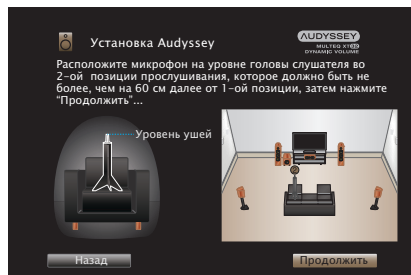 Установка Audyssey
AUDYSSEY
MULTEQ XT32
DYNAMIC VOLUME
Расположите микрофон на уровне головы слушателя во
2-ой позиции прослушивания, которое должно быть не
более, чем на 60 см далее от 1-ой позиции, затем нажмите
"Продолжить"...
Уровень ушей
Назад
Продолжить